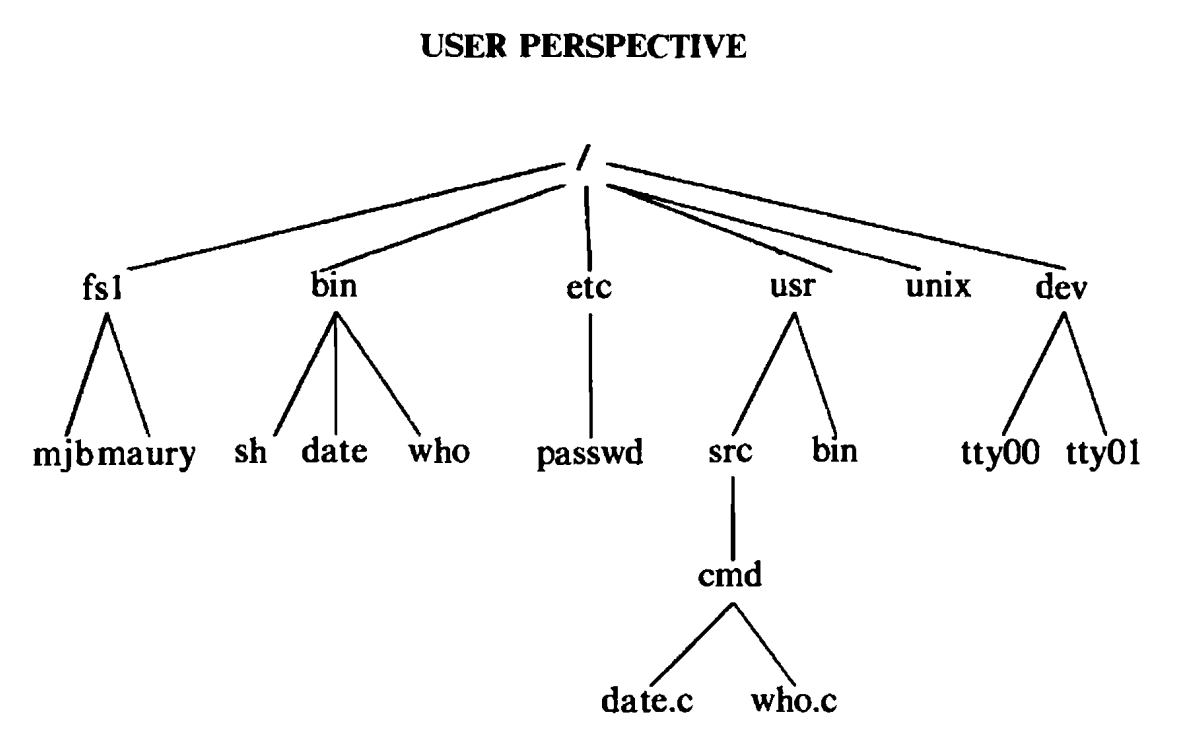 USER PERSPECTIVE
/
fs1 bin etc usr unix dev
mjb maury sh date who passwd src bin tty00 tty01
cmd
date.c who.c